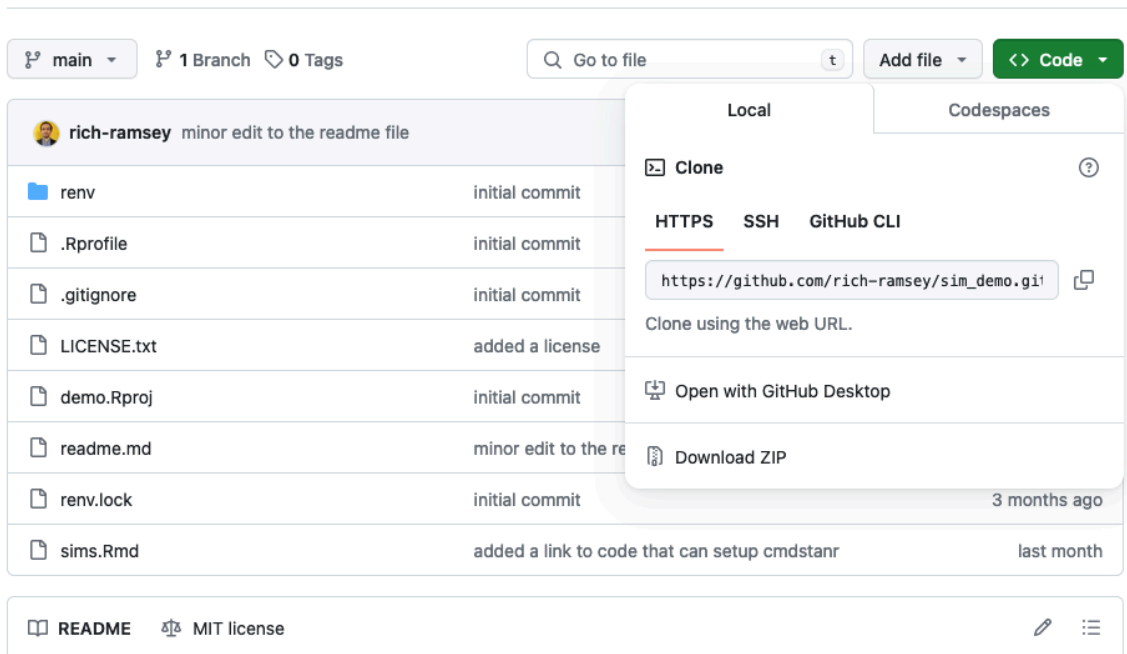 main 1 Branch 0 Tags Go to file t Add file Code
Local Codespaces
rich-ramsey minor edit to the readme file
Clone
renv initial commit
HTTPS SSH GitHub CLI
.Rprofile initial commit
https://github.com/rich-ramsey/sim_demo.git
.gitignore initial commit
Clone using the web URL.
LICENSE.txt added a license
demo.Rproj initial commit
Open with GitHub Desktop
readme.md minor edit to the re
Download ZIP
renv.lock initial commit 3 months ago
sims.Rmd added a link to code that can setup cmdstanr last month
README MIT license